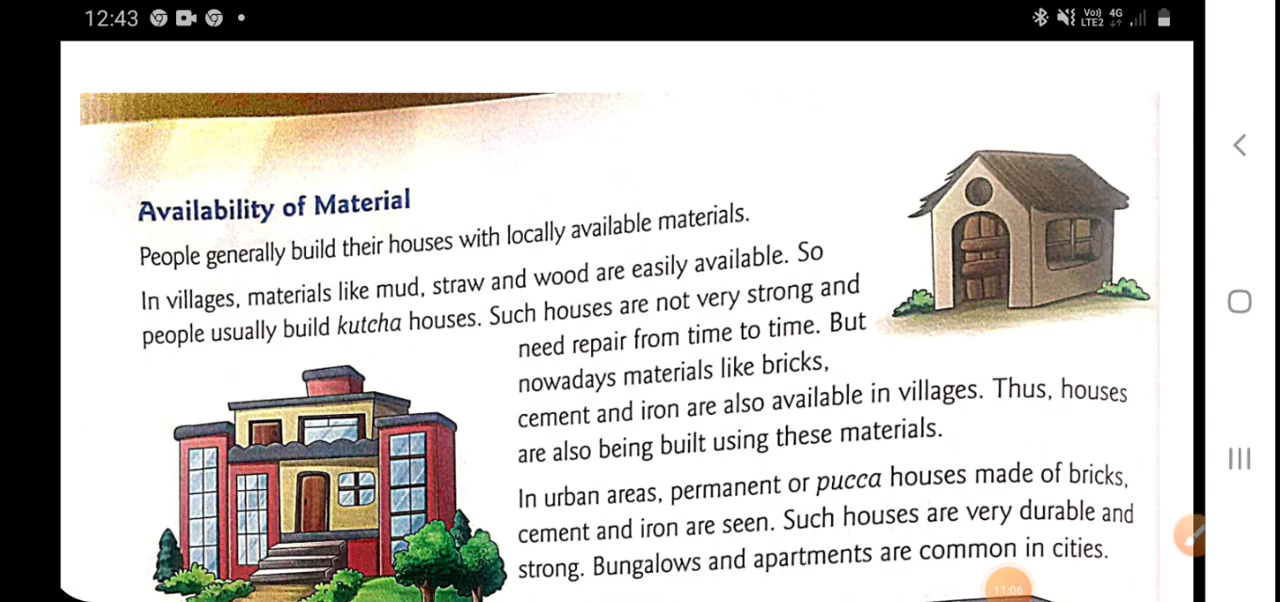 12:43
Vo)) 4G
LTE2
Availability of Material
People generally build their houses with locally available materials.
In villages, materials like mud, straw and wood are easily available. So
people usually build kutcha houses. Such houses are not very strong and
need repair from time to time. But
nowadays materials like bricks,
cement and iron are also available in villages. Thus, houses
are also being built using these materials.
In urban areas, permanent or pucca houses made of bricks,
cement and iron are seen. Such houses are very durable and
strong. Bungalows and apartments are common in cities.
11:06